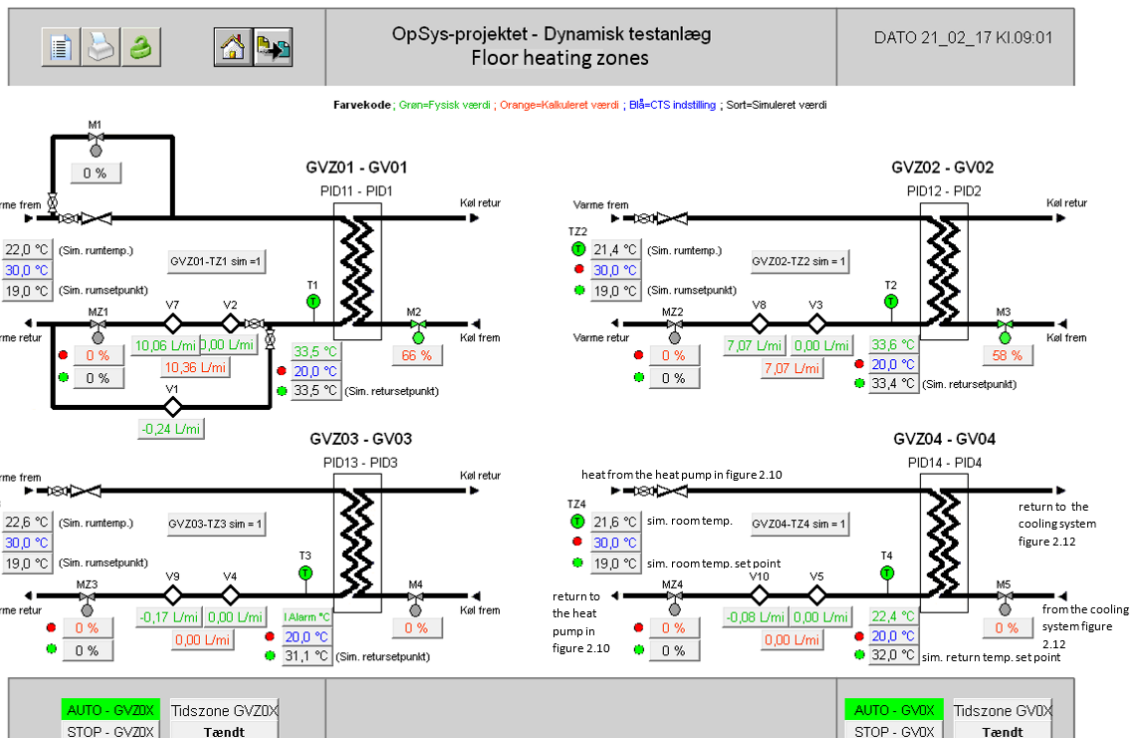 OpSys-projektet - Dynamisk testanlæg
Floor heating zones
DATO 21_02_17 Kl.09:01
Farvekode ; Grøn=Fysisk værdi ; Orange=Kalkuleret værdi ; Blå=CTS indstilling ; Sort=Simuleret værdi
M1
0 %
GVZ01 - GV01
PID11 - PID1
rme frem
Køl retur
22,0 °C (Sim. rumtemp.)
30,0 °C
19,0 °C (Sim. rumsetpunkt)
GVZ01-TZ1 sim =1
T1
T
MZ1
V7
V2
M2
rme retur
Køl frem
0 %
0 %
10,06 L/mi
0,00 L/mi
10,36 L/mi
33,5 °C
20,0 °C
33,5 °C (Sim. retursetpunkt)
66 %
V1
-0,24 L/mi
GVZ02 - GV02
PID12 - PID2
Varme frem
Køl retur
TZ2
T
21,4 °C (Sim. rumtemp.)
30,0 °C
19,0 °C (Sim. rumsetpunkt)
GVZ02-TZ2 sim = 1
T2
T
MZ2
V8
V3
M3
Varme retur
Køl frem
0 %
0 %
7,07 L/mi
0,00 L/mi
7,07 L/mi
33,6 °C
20,0 °C
33,4 °C (Sim. retursetpunkt)
58 %
GVZ03 - GV03
PID13 - PID3
rme frem
Køl retur
22,6 °C (Sim. rumtemp.)
30,0 °C
19,0 °C (Sim. rumsetpunkt)
GVZ03-TZ3 sim = 1
T3
T
MZ3
V9
V4
M4
rme retur
Køl frem
0 %
0 %
-0,17 L/mi
0,00 L/mi
0,00 L/mi
! Alarm °C
20,0 °C
31,1 °C (Sim. retursetpunkt)
0 %
GVZ04 - GV04
PID14 - PID4
heat from the heat pump in figure 2.10
return to the
cooling system
figure 2.12
TZ4
T
21,6 °C sim. room temp.
30,0 °C
19,0 °C sim. room temp. set point
GVZ04-TZ4 sim = 1
T4
T
MZ4
V10
V5
M5
return to
the heat
pump in
figure 2.10
from the cooling
system figure
2.12
0 %
0 %
-0,08 L/mi
0,00 L/mi
0,00 L/mi
22,4 °C
20,0 °C
32,0 °C sim. return temp. set point
0 %
AUTO - GVZ0X
Tidszone GVZ0X
STOP - GVZ0X
Tændt
AUTO - GV0X
Tidszone GV0X
STOP - GV0X
Tændt